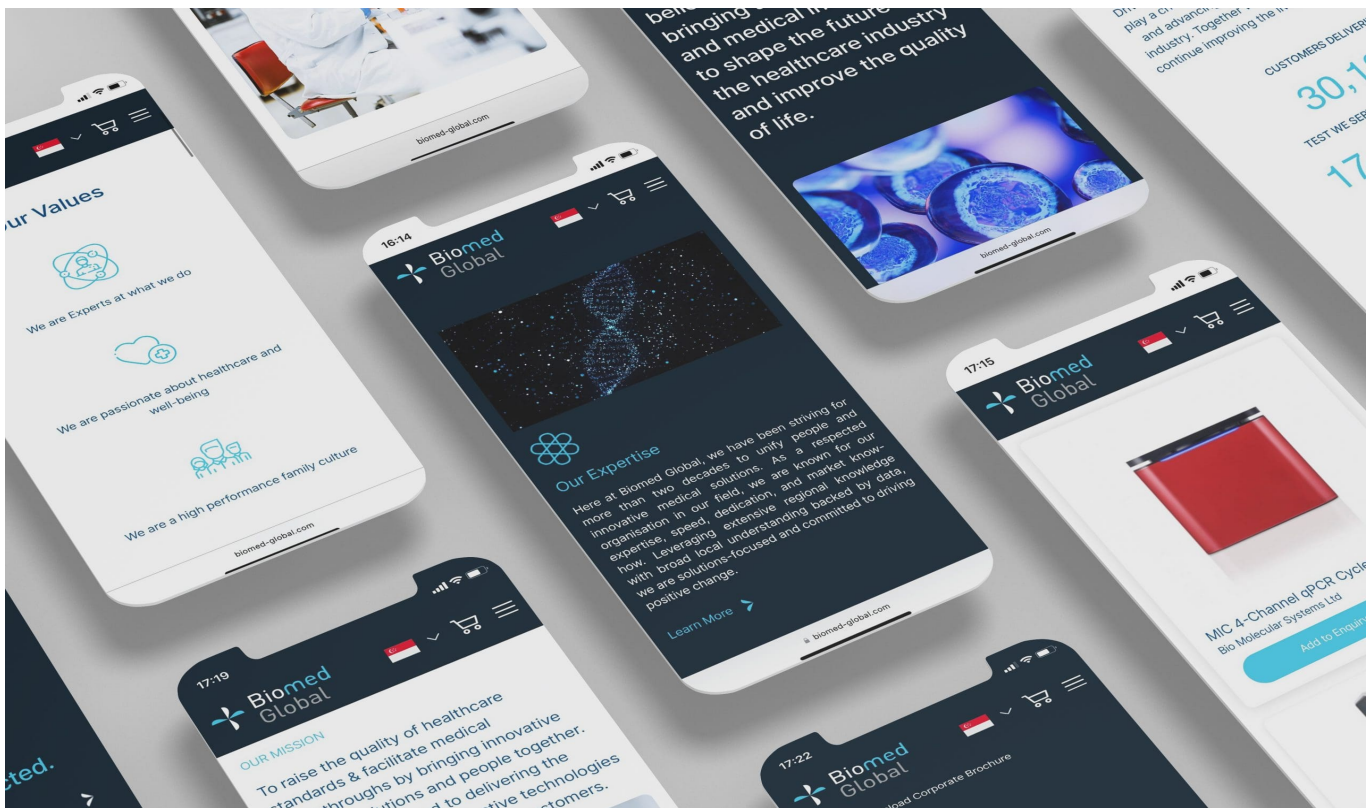 ur Values
We are Experts at what we do
We are passionate about healthcare and
well-being
We are a high performance family culture
biomed-global.com
biomed-global.com
bringing
and medical in
to shape the future
the healthcare industry
and improve the quality
of life.
biomed-global.com
play a
and advancing
industry. Together
continue improving the
CUSTOMERS
30,1
TEST WE
17
16:14
Biomed
Global
Our Expertise
Here at Biomed Global, we have been striving for
more than two decades to unify people and
innovative medical solutions. As a respected
organisation in our field, we are known for our
expertise, speed, dedication, and market know-
how. Leveraging extensive regional knowledge
with broad local understanding backed by data,
we are solutions-focused and committed to driving
positive change.
Learn More
biomed-global.com
17:15
Biomed
Global
MIC 4-Channel qPCR Cycle
Bio Molecular Systems Ltd
Add to Enquir
cted.
17:19
Biomed
Global
OUR MISSION
To raise the quality of healthcare
standards & facilitate medical
throughs by bringing innovative
utions and people together.
d to delivering the
ative technologies
stomers.
17:22
Biomed
Global
load Corporate Brochure